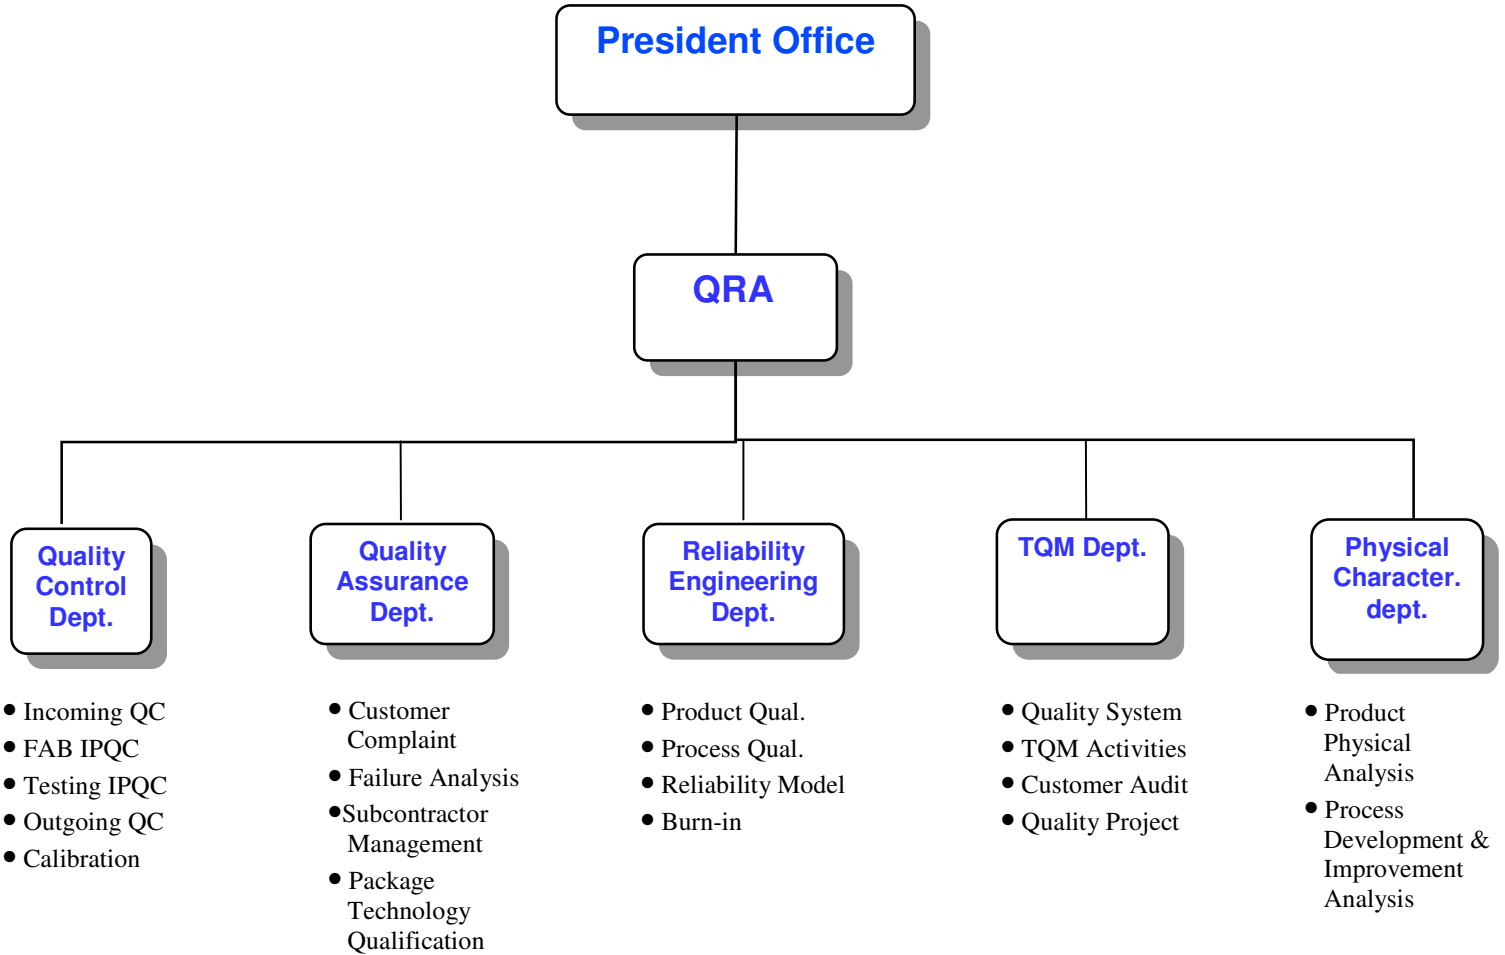 President Office
QRA
Quality
Control
Dept.
Quality
Assurance
Dept.
Reliability
Engineering
Dept.
TQM Dept.
Physical
Character.
dept.
• Incoming QC
• FAB IPQC
• Testing IPQC
• Outgoing QC
• Calibration
• Customer
Complaint
• Failure Analysis
•Subcontractor
Management
• Package
Technology
Qualification
• Product Qual.
• Process Qual.
• Reliability Model
• Burn-in
• Quality System
• TQM Activities
• Customer Audit
• Quality Project
• Product
Physical
Analysis
• Process
Development &
Improvement
Analysis